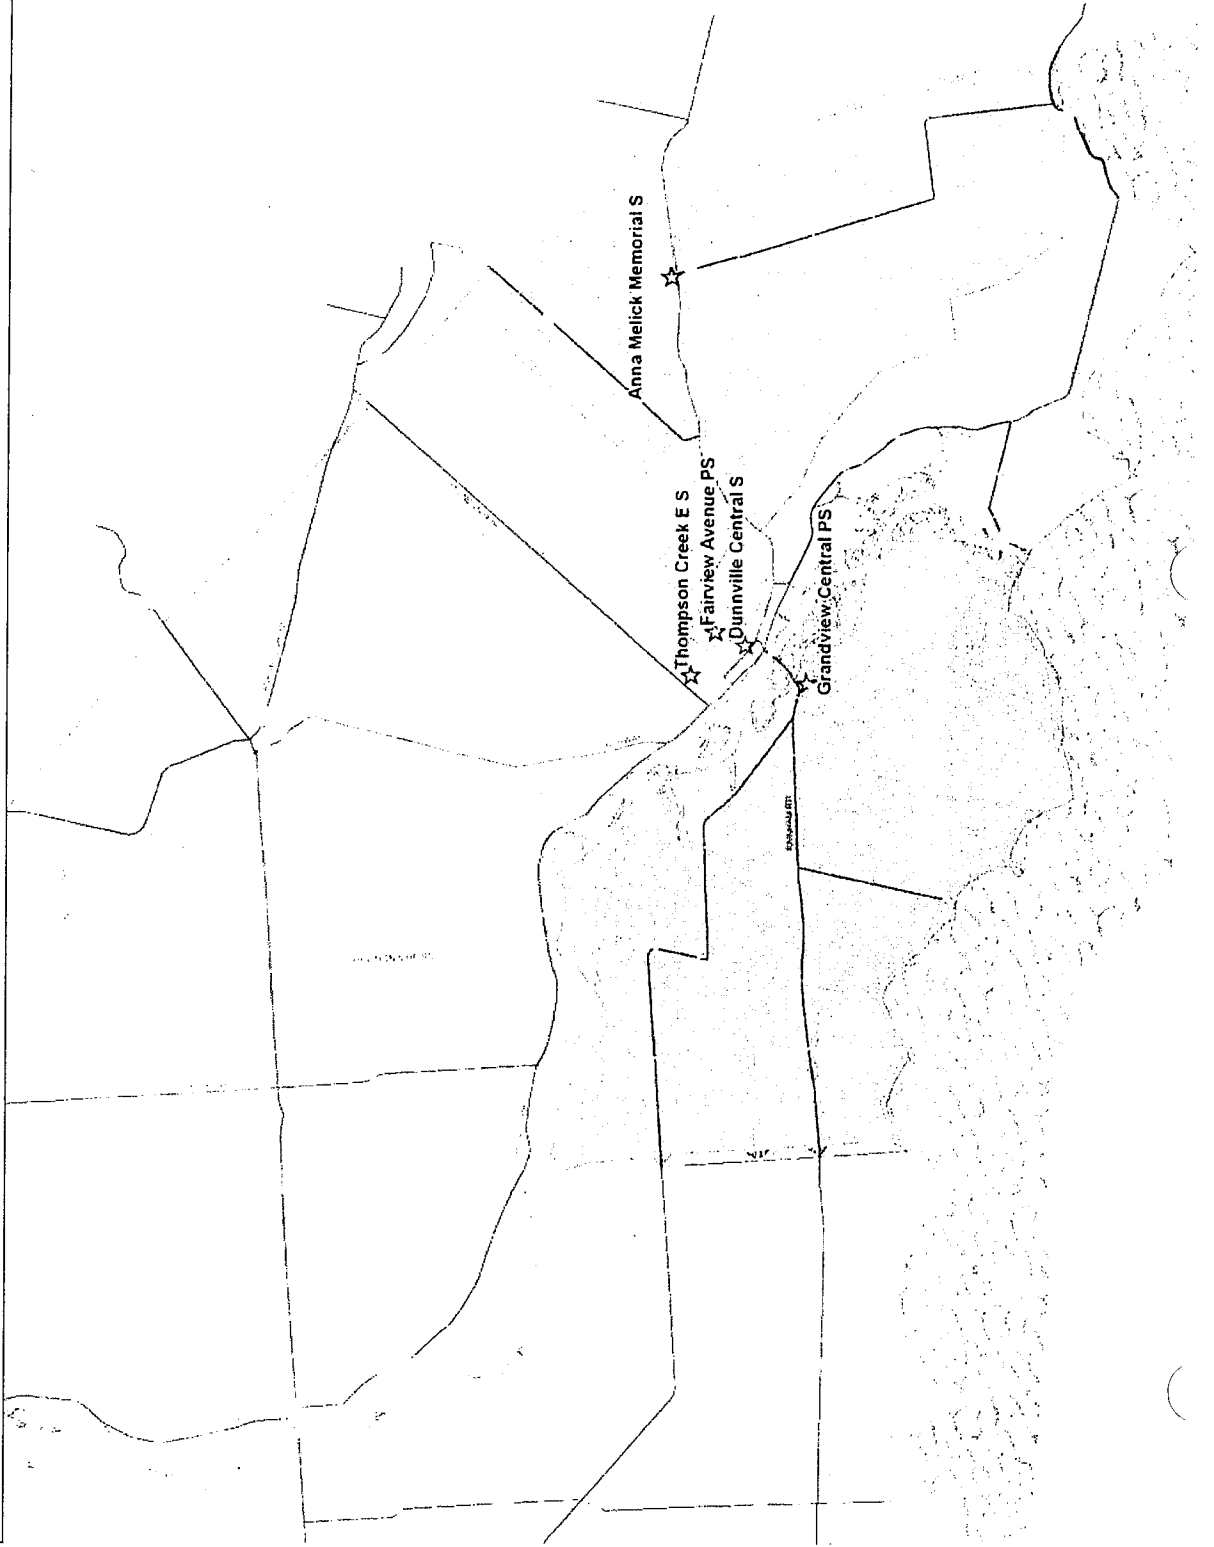 Anna Melick Memorial S
Thompson Creek E S
Fairview Avenue PS
Dunnville Central S
Grandview Central PS